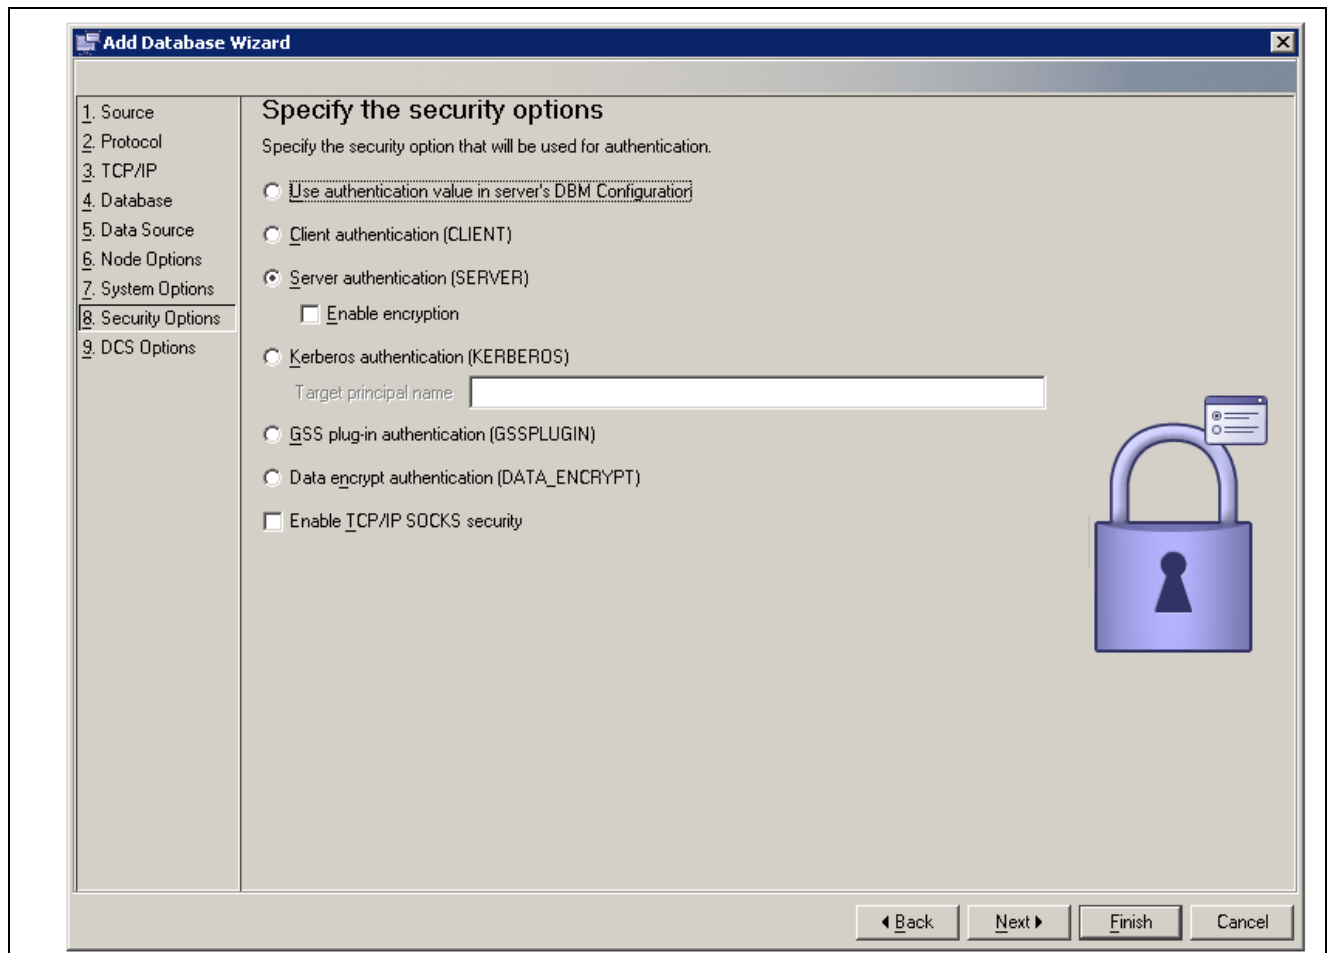 Add Database Wizard
1. Source
2. Protocol
3. TCP/IP
4. Database
5. Data Source
6. Node Options
7. System Options
8. Security Options
9. DCS Options
Specify the security options
Specify the security option that will be used for authentication.
Use authentication value in server's DBM Configuration
Client authentication (CLIENT)
Server authentication (SERVER)
Enable encryption
Kerberos authentication (KERBEROS)
Target principal name
GSS plug-in authentication (GSSPLUGIN)
Data encrypt authentication (DATA_ENCRYPT)
Enable TCP/IP SOCKS security
Back Next Finish Cancel